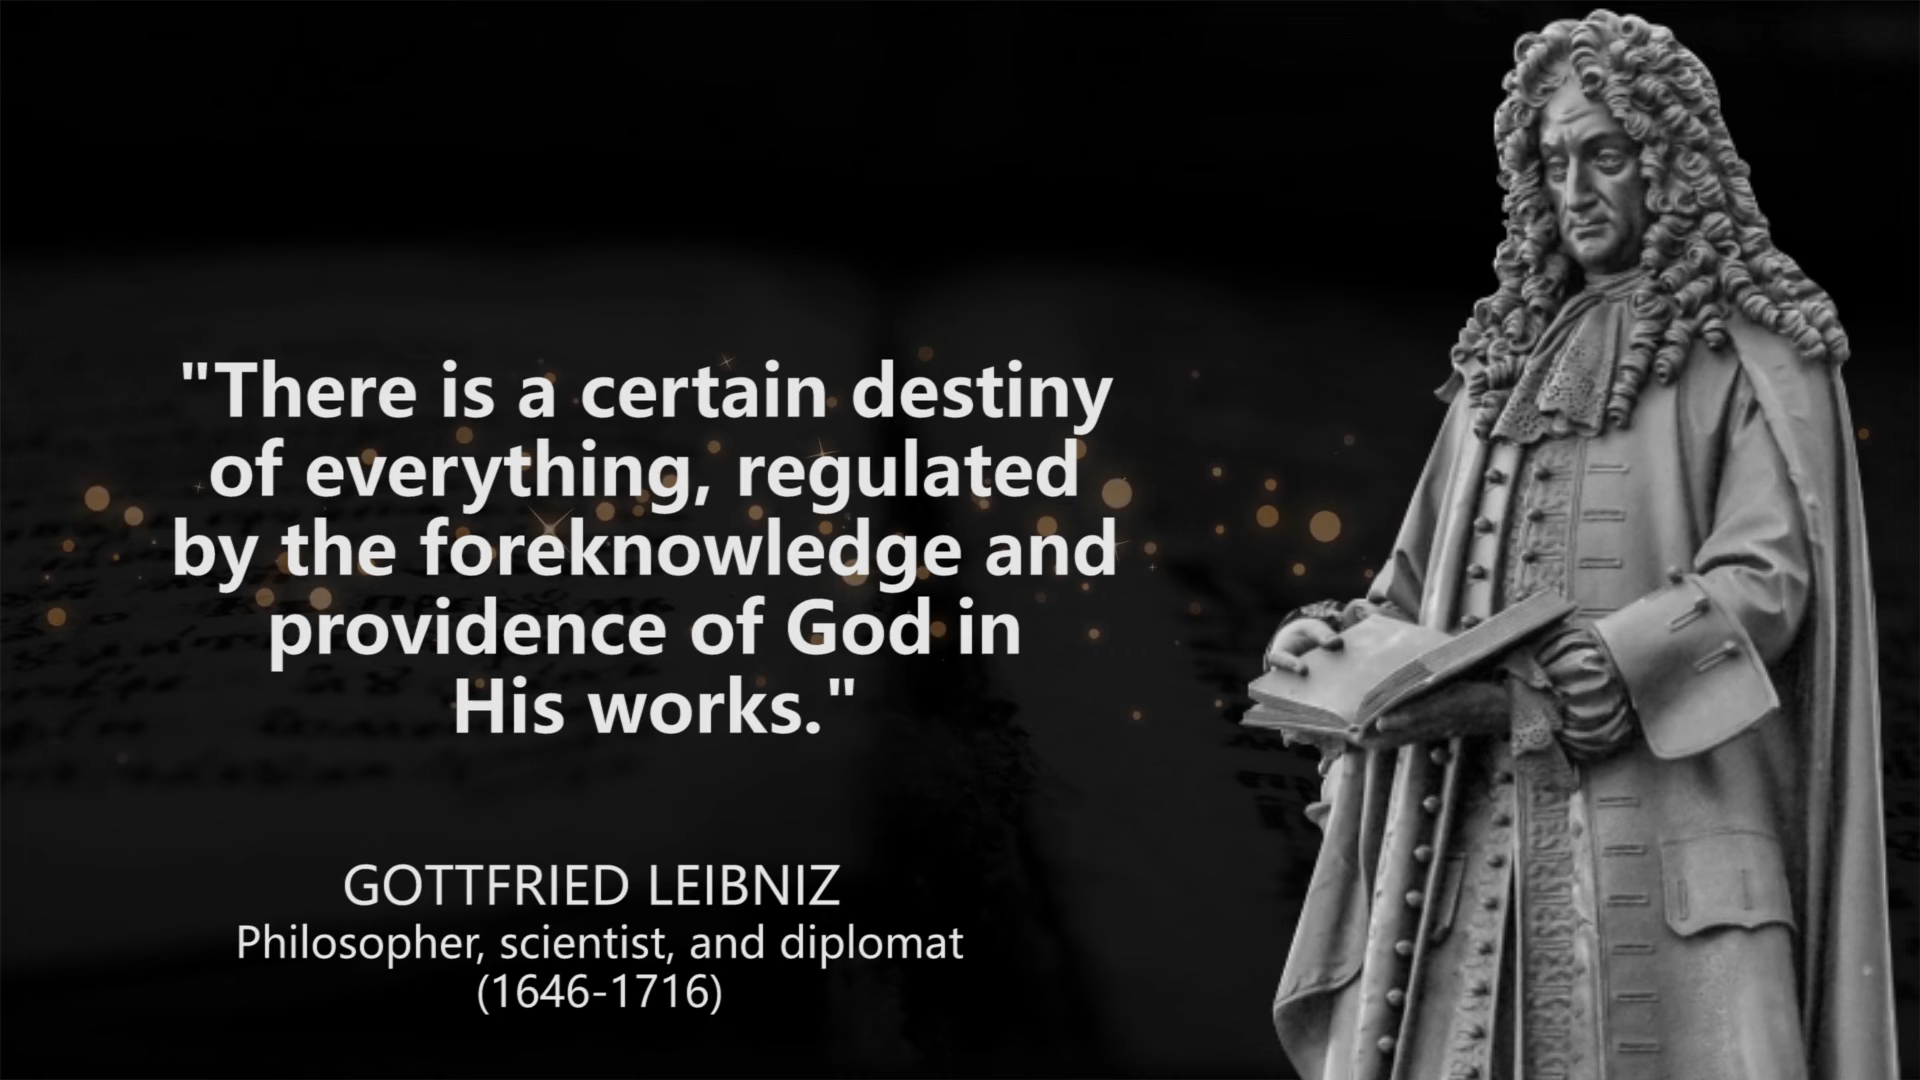 "There is a certain destiny
of everything, regulated
by the foreknowledge and
providence of God in
His works."
GOTTFRIED LEIBNIZ
Philosopher, scientist, and diplomat
(1646-1716)